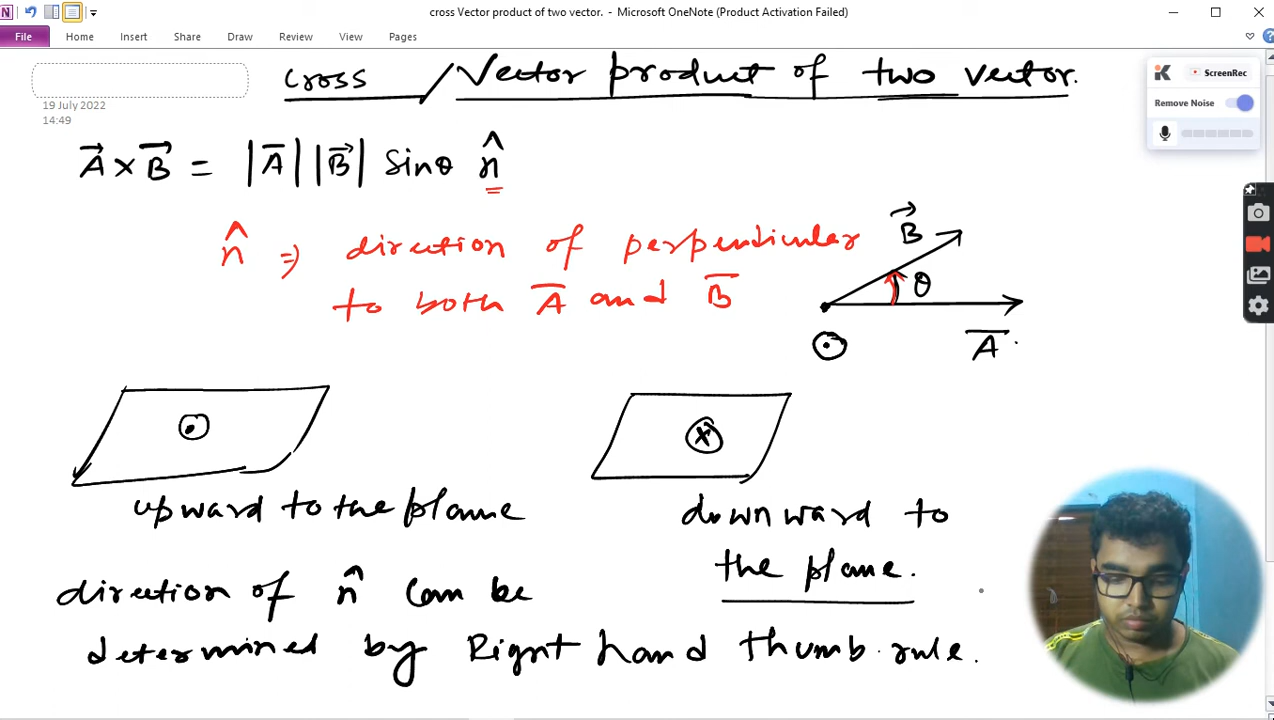 cross Vector product of two vector. - Microsoft OneNote (Product Activation Failed)
File Home Insert Share Draw Review View Pages
cross / Vector product of two vector.
ScreenRec
Remove Noise
19 July 2022
14:49
A⃗ × B⃗ = |A̅| |B⃗| Sinθ n̂
n̂ ⇒ direction of perpendicular
to both A̅ and B̅
B⃗
θ
A̅
upward to the plane
downward to
the plane.
direction of n̂ can be
determined by Right hand thumb rule.